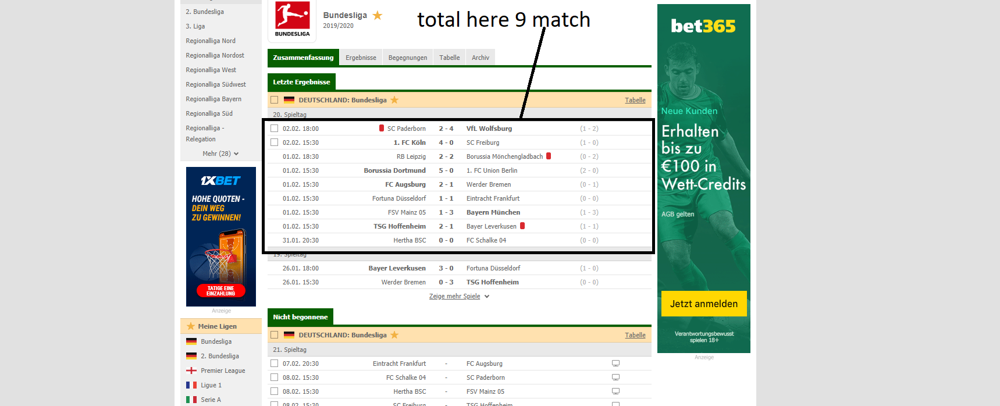 2. Bundesliga
3. Liga
Regionalliga Nord
Regionalliga Nordost
Regionalliga West
Regionalliga Südwest
Regionalliga Bayern
Regionalliga Süd
Regionalliga -
Relegation
Mehr (28)
1XBET
HOHE QUOTEN -
DEIN WEG
ZU GEWINNEN!
TÄTIGE EINE
EINZAHLUNG
Anzeige
Meine Ligen
Bundesliga
2. Bundesliga
Premier League
Ligue 1
Serie A
BUNDESLIGA
Bundesliga
2019/2020
total here 9 match
Zusammenfassung Ergebnisse Begegnungen Tabelle Archiv
Letzte Ergebnisse
DEUTSCHLAND: Bundesliga Tabelle
20. Spieltag
02.02. 18:00 SC Paderborn 2 - 4 VfL Wolfsburg (1 - 2)
02.02. 15:30 1. FC Köln 4 - 0 SC Freiburg (1 - 0)
01.02. 18:30 RB Leipzig 2 - 2 Borussia Mönchengladbach (0 - 2)
01.02. 15:30 Borussia Dortmund 5 - 0 1. FC Union Berlin (2 - 0)
01.02. 15:30 FC Augsburg 2 - 1 Werder Bremen (0 - 1)
01.02. 15:30 Fortuna Düsseldorf 1 - 1 Eintracht Frankfurt (0 - 0)
01.02. 15:30 FSV Mainz 05 1 - 3 Bayern München (1 - 3)
01.02. 15:30 TSG Hoffenheim 2 - 1 Bayer Leverkusen (1 - 1)
31.01. 20:30 Hertha BSC 0 - 0 FC Schalke 04 (0 - 0)
19. Spieltag
26.01. 18:00 Bayer Leverkusen 3 - 0 Fortuna Düsseldorf (1 - 0)
26.01. 15:30 Werder Bremen 0 - 3 TSG Hoffenheim (0 - 0)
Zeige mehr Spiele
Nicht begonnene
DEUTSCHLAND: Bundesliga Tabelle
21. Spieltag
07.02. 20:30 Eintracht Frankfurt - FC Augsburg
08.02. 15:30 FC Schalke 04 - SC Paderborn
08.02. 15:30 Hertha BSC - FSV Mainz 05
08.02. 15:30 SC Freiburg - TSG Hoffenheim
bet365
Neue Kunden
Erhalten
bis zu
€100 in
Wett-Credits
AGB gelten
Jetzt anmelden
Verantwortungsbewusst
spielen 18+
Anzeige